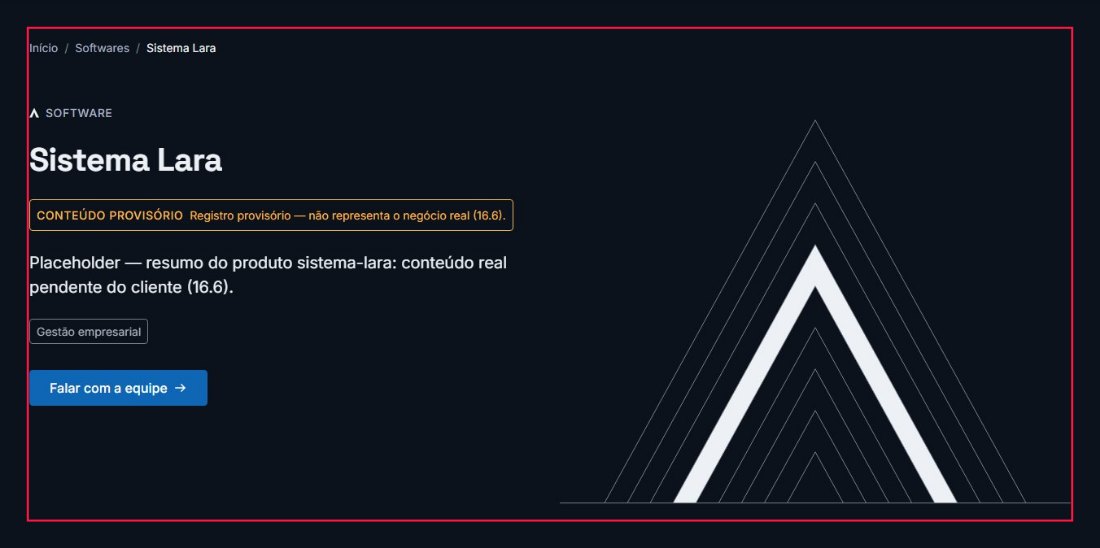 Início / Softwares / Sistema Lara
SOFTWARE
Sistema Lara
CONTEÚDO PROVISÓRIO Registro provisório — não representa o negócio real (16.6).
Placeholder — resumo do produto sistema-lara: conteúdo real
pendente do cliente (16.6).
Gestão empresarial
Falar com a equipe →